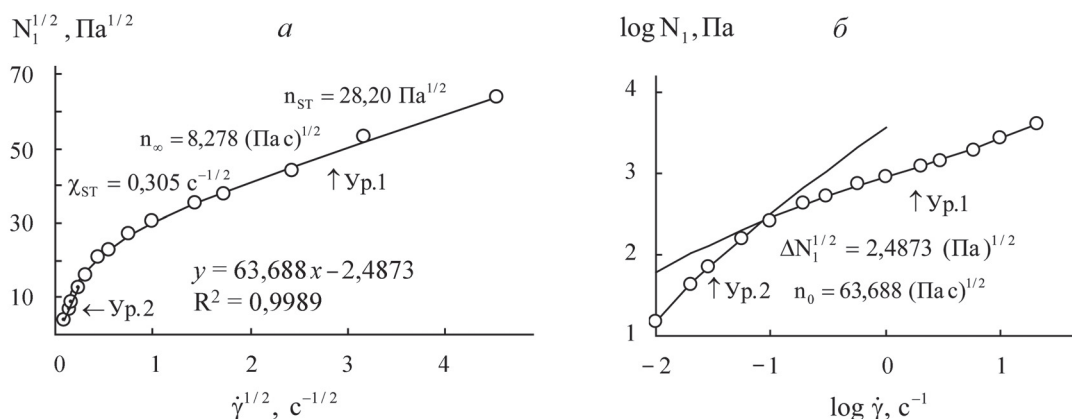 N₁^{1/2}, Па^{1/2}
а
70
50
30
10
n_{ST} = 28,20 Па^{1/2}
n_∞ = 8,278 (Па с)^{1/2}
χ_{ST} = 0,305 с^{-1/2}
↑Ур.1
y = 63,688x − 2,4873
R² = 0,9989
← Ур.2
0 1 2 3 4
γ̇^{1/2}, с^{-1/2}
log N₁, Па
б
4
3
2
1
↑Ур.1
ΔN₁^{1/2} = 2,4873 (Па)^{1/2}
↑Ур.2
n₀ = 63,688 (Па с)^{1/2}
−2 −1 0 1
log γ̇, с^{-1}